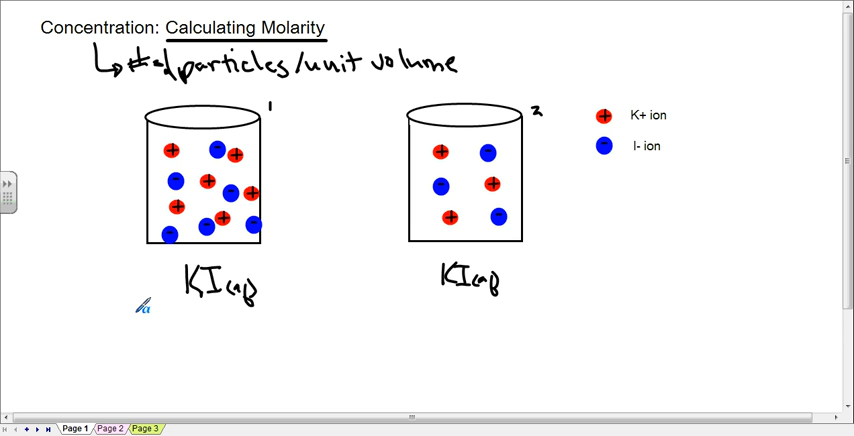 Concentration: Calculating Molarity
↳ # of particles/unit volume
1
2
+ K+ ion
- I- ion
KI(aq)
KI(aq)
Page 1 Page 2 Page 3